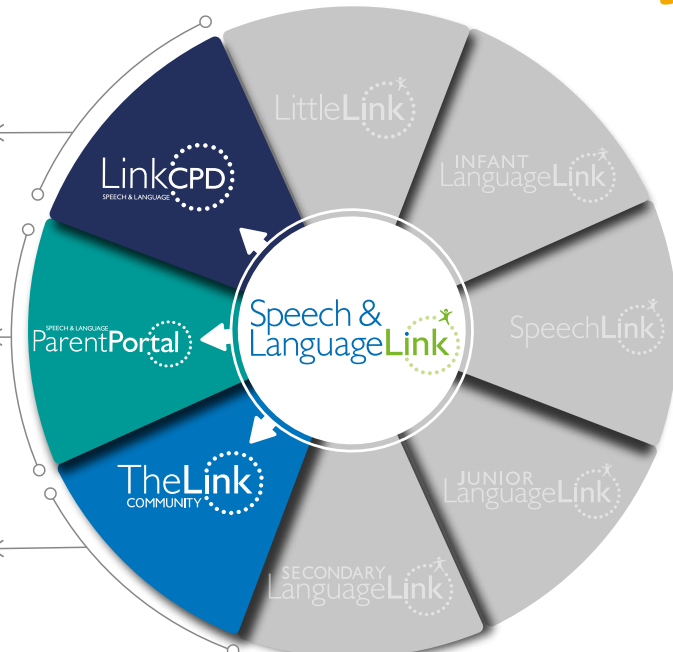 LittleLink
INFANT
LanguageLink
SpeechLink
JUNIOR
LanguageLink
SECONDARY
LanguageLink
TheLink
COMMUNITY
SPEECH & LANGUAGE
ParentPortal
LinkCPD
SPEECH & LANGUAGE
Speech &
LanguageLink